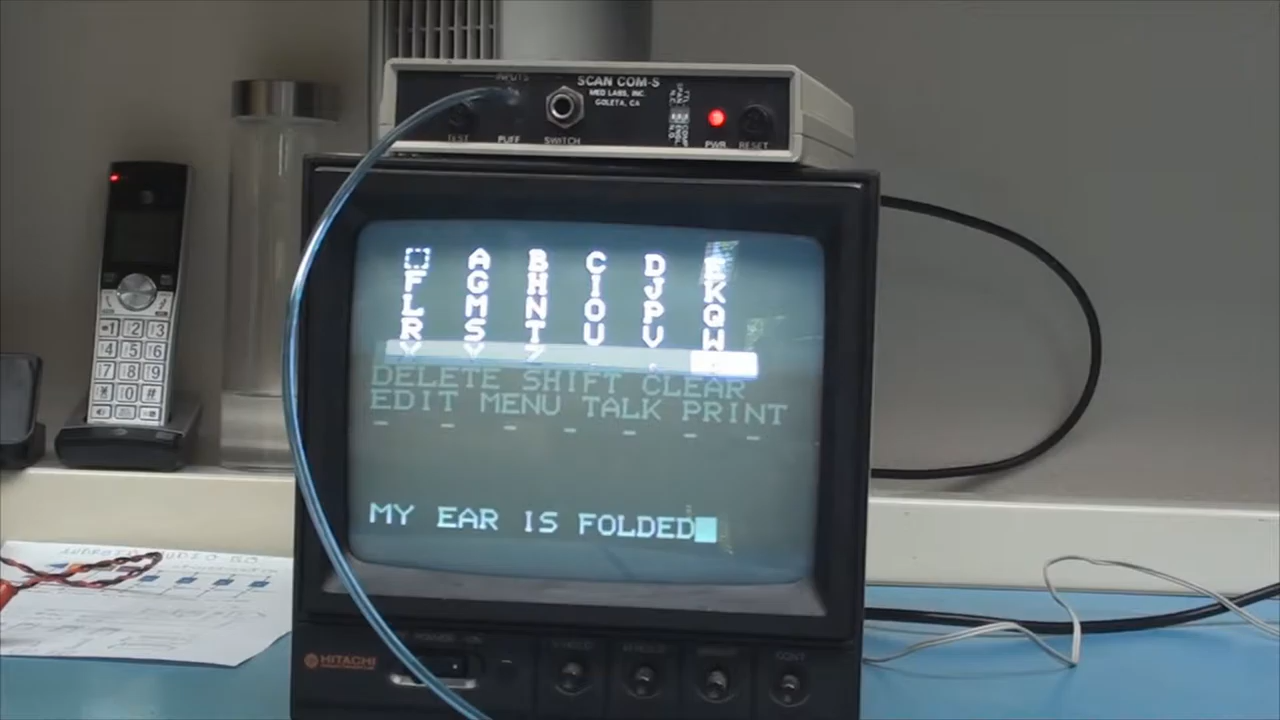 INPUTS
SCAN COM-S
MED LABS, INC.
GOLETA, CA
TEST PUFF SWITCH PWR RESET
A B C D E
F G H I J K
L M N O P Q
R S T U V W
X Y Z .
DELETE SHIFT CLEAR
EDIT MENU TALK PRINT
MY EAR IS FOLDED
HITACHI